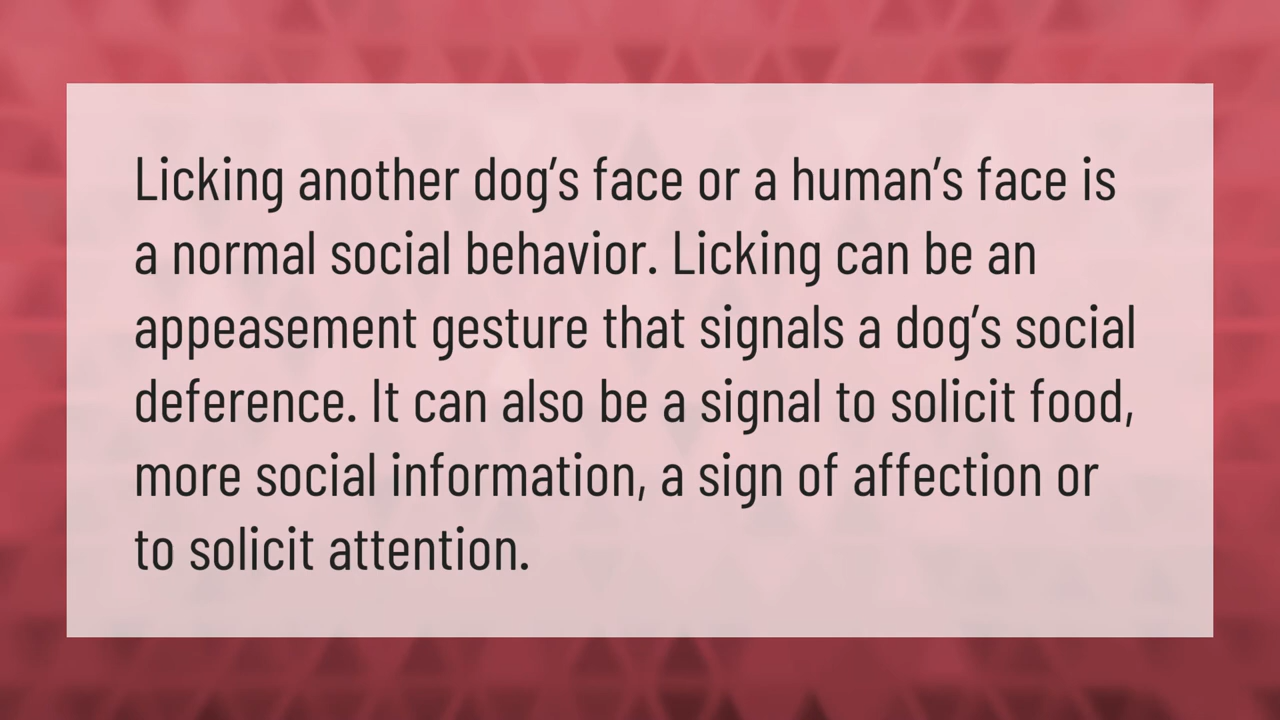 Licking another dog’s face or a human’s face is
a normal social behavior. Licking can be an
appeasement gesture that signals a dog’s social
deference. It can also be a signal to solicit food,
more social information, a sign of affection or
to solicit attention.